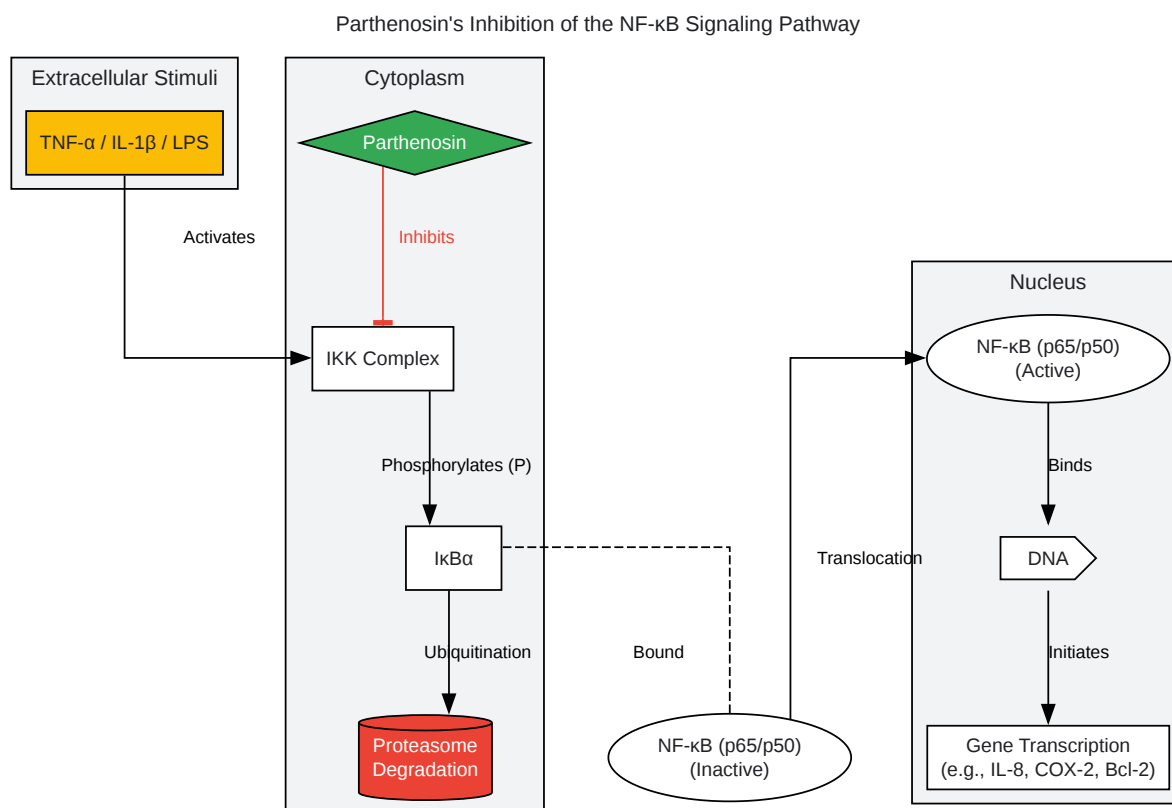 Parthenosin's Inhibition of the NF-κB Signaling Pathway
Extracellular Stimuli
TNF-α / IL-1β / LPS
Activates
Cytoplasm
Parthenosin
Inhibits
IKK Complex
Phosphorylates (P)
IκBα
Ubiquitination
Proteasome
Degradation
Bound
NF-κB (p65/p50)
(Inactive)
Translocation
Nucleus
NF-κB (p65/p50)
(Active)
Binds
DNA
Initiates
Gene Transcription
(e.g., IL-8, COX-2, Bcl-2)